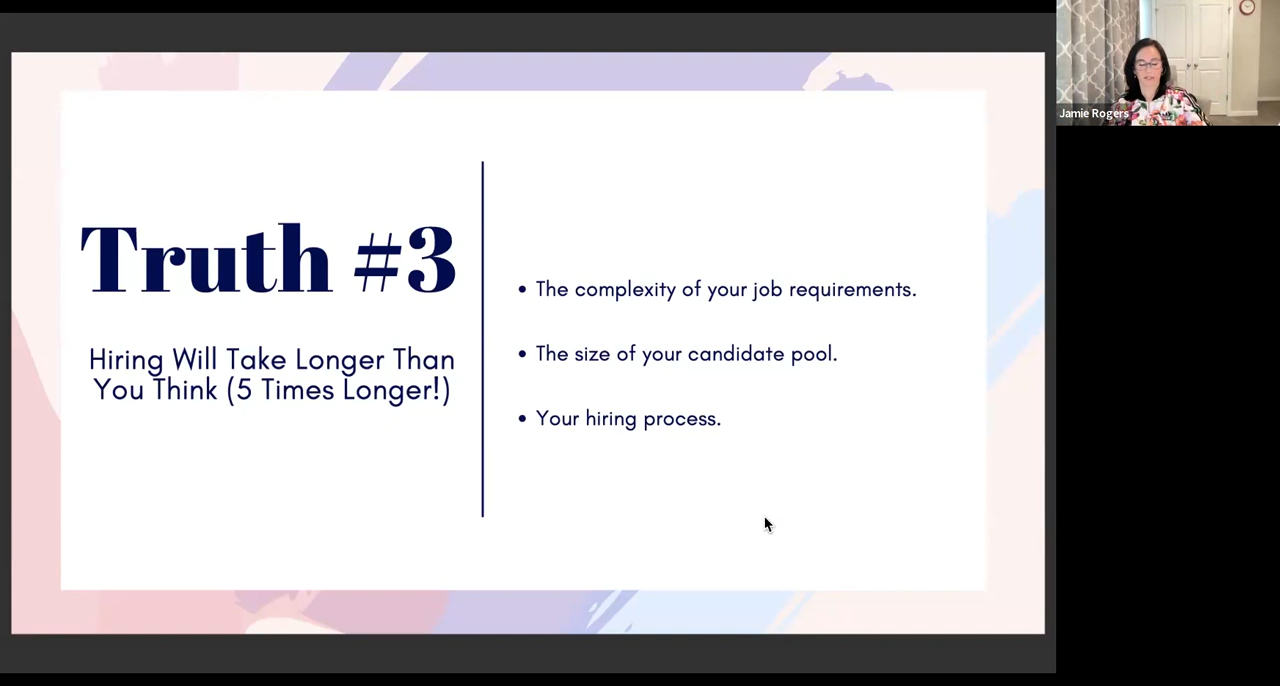 Truth #3
Hiring Will Take Longer Than
You Think (5 Times Longer!)
• The complexity of your job requirements.
• The size of your candidate pool.
• Your hiring process.
Jamie Rogers